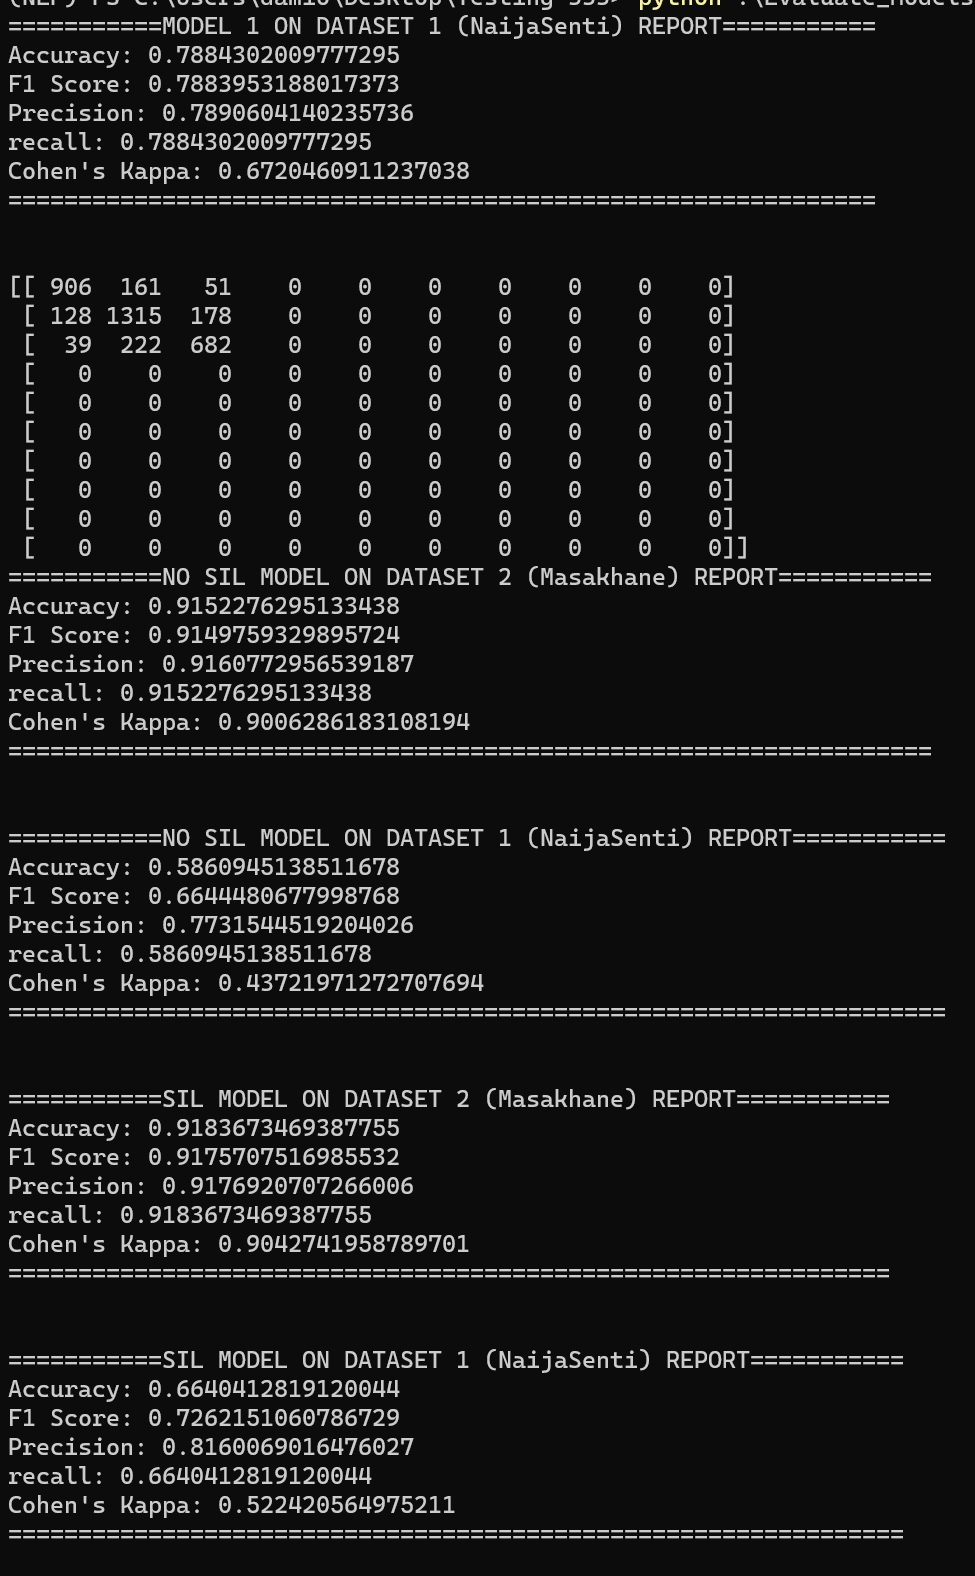 (NLP) PS C:\Users\damio\Desktop\Testing 555> python .\Evaluate_Models
===========MODEL 1 ON DATASET 1 (NaijaSenti) REPORT===========
Accuracy: 0.7884302009777295
F1 Score: 0.7883953188017373
Precision: 0.7890604140235736
recall: 0.7884302009777295
Cohen's Kappa: 0.6720460911237038
==============================================================
[[ 906  161   51    0    0    0    0    0    0    0]
 [ 128 1315  178    0    0    0    0    0    0    0]
 [  39  222  682    0    0    0    0    0    0    0]
 [   0    0    0    0    0    0    0    0    0    0]
 [   0    0    0    0    0    0    0    0    0    0]
 [   0    0    0    0    0    0    0    0    0    0]
 [   0    0    0    0    0    0    0    0    0    0]
 [   0    0    0    0    0    0    0    0    0    0]
 [   0    0    0    0    0    0    0    0    0    0]
 [   0    0    0    0    0    0    0    0    0    0]]
===========NO SIL MODEL ON DATASET 2 (Masakhane) REPORT===========
Accuracy: 0.9152276295133438
F1 Score: 0.9149759329895724
Precision: 0.9160772956539187
recall: 0.9152276295133438
Cohen's Kappa: 0.9006286183108194
==================================================================
===========NO SIL MODEL ON DATASET 1 (NaijaSenti) REPORT===========
Accuracy: 0.5860945138511678
F1 Score: 0.6644480677998768
Precision: 0.7731544519204026
recall: 0.5860945138511678
Cohen's Kappa: 0.43721971272707694
===================================================================
===========SIL MODEL ON DATASET 2 (Masakhane) REPORT===========
Accuracy: 0.9183673469387755
F1 Score: 0.9175707516985532
Precision: 0.9176920707266006
recall: 0.9183673469387755
Cohen's Kappa: 0.9042741958789701
===============================================================
===========SIL MODEL ON DATASET 1 (NaijaSenti) REPORT===========
Accuracy: 0.6640412819120044
F1 Score: 0.7262151060786729
Precision: 0.8160069016476027
recall: 0.6640412819120044
Cohen's Kappa: 0.522420564975211
================================================================